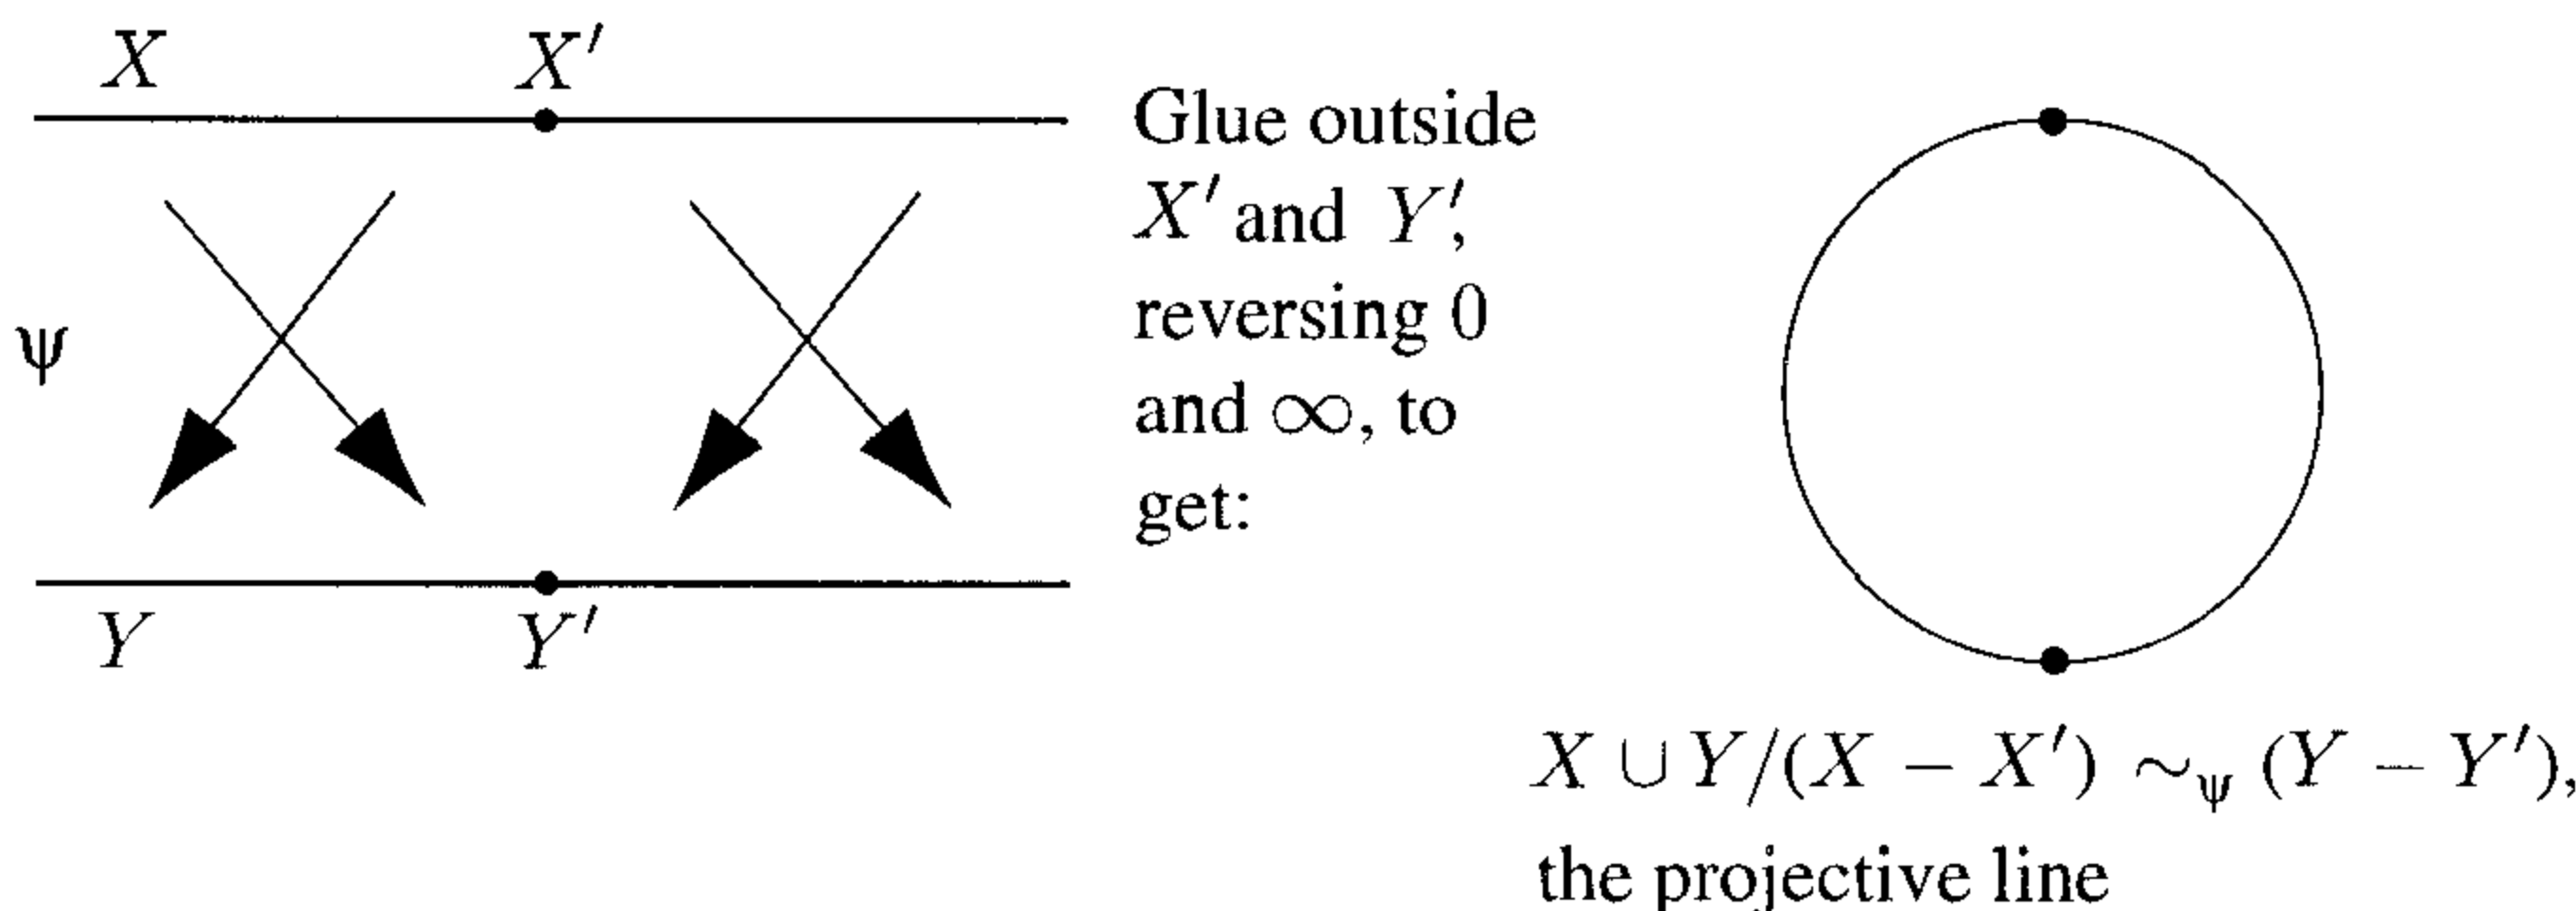 X X′
Glue outside
X′ and Y′,
reversing 0
and ∞, to
get:
ψ
Y Y′
X ∪ Y/(X − X′) ∼ψ (Y − Y′),
the projective line